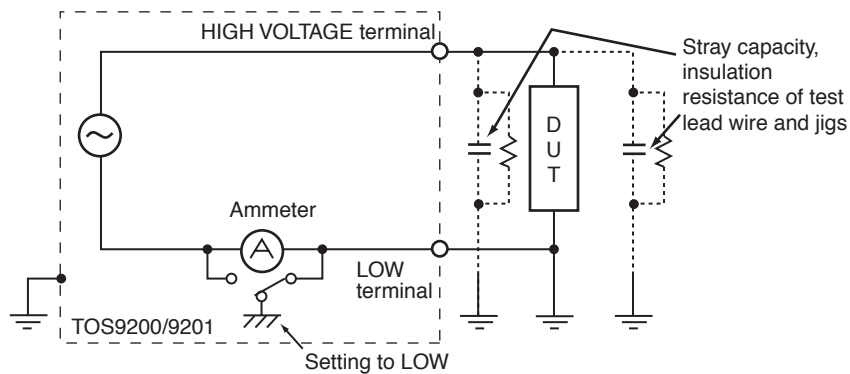 HIGH VOLTAGE terminal
Stray capacity,
insulation
resistance of test
lead wire and jigs
D
U
T
Ammeter
A
LOW
terminal
TOS9200/9201
Setting to LOW